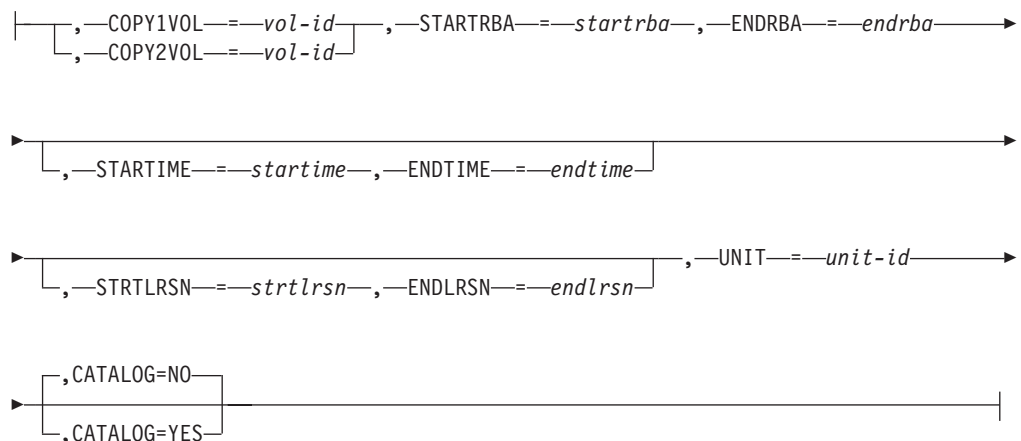 , COPY1VOL = vol-id , STARTRBA = startrba , ENDRBA = endrba
, COPY2VOL = vol-id
, STARTIME = startime , ENDTIME = endtime
, STRTLRSN = strtlrsn , ENDLRSN = endlrsn , UNIT = unit-id
,CATALOG=NO
,CATALOG=YES